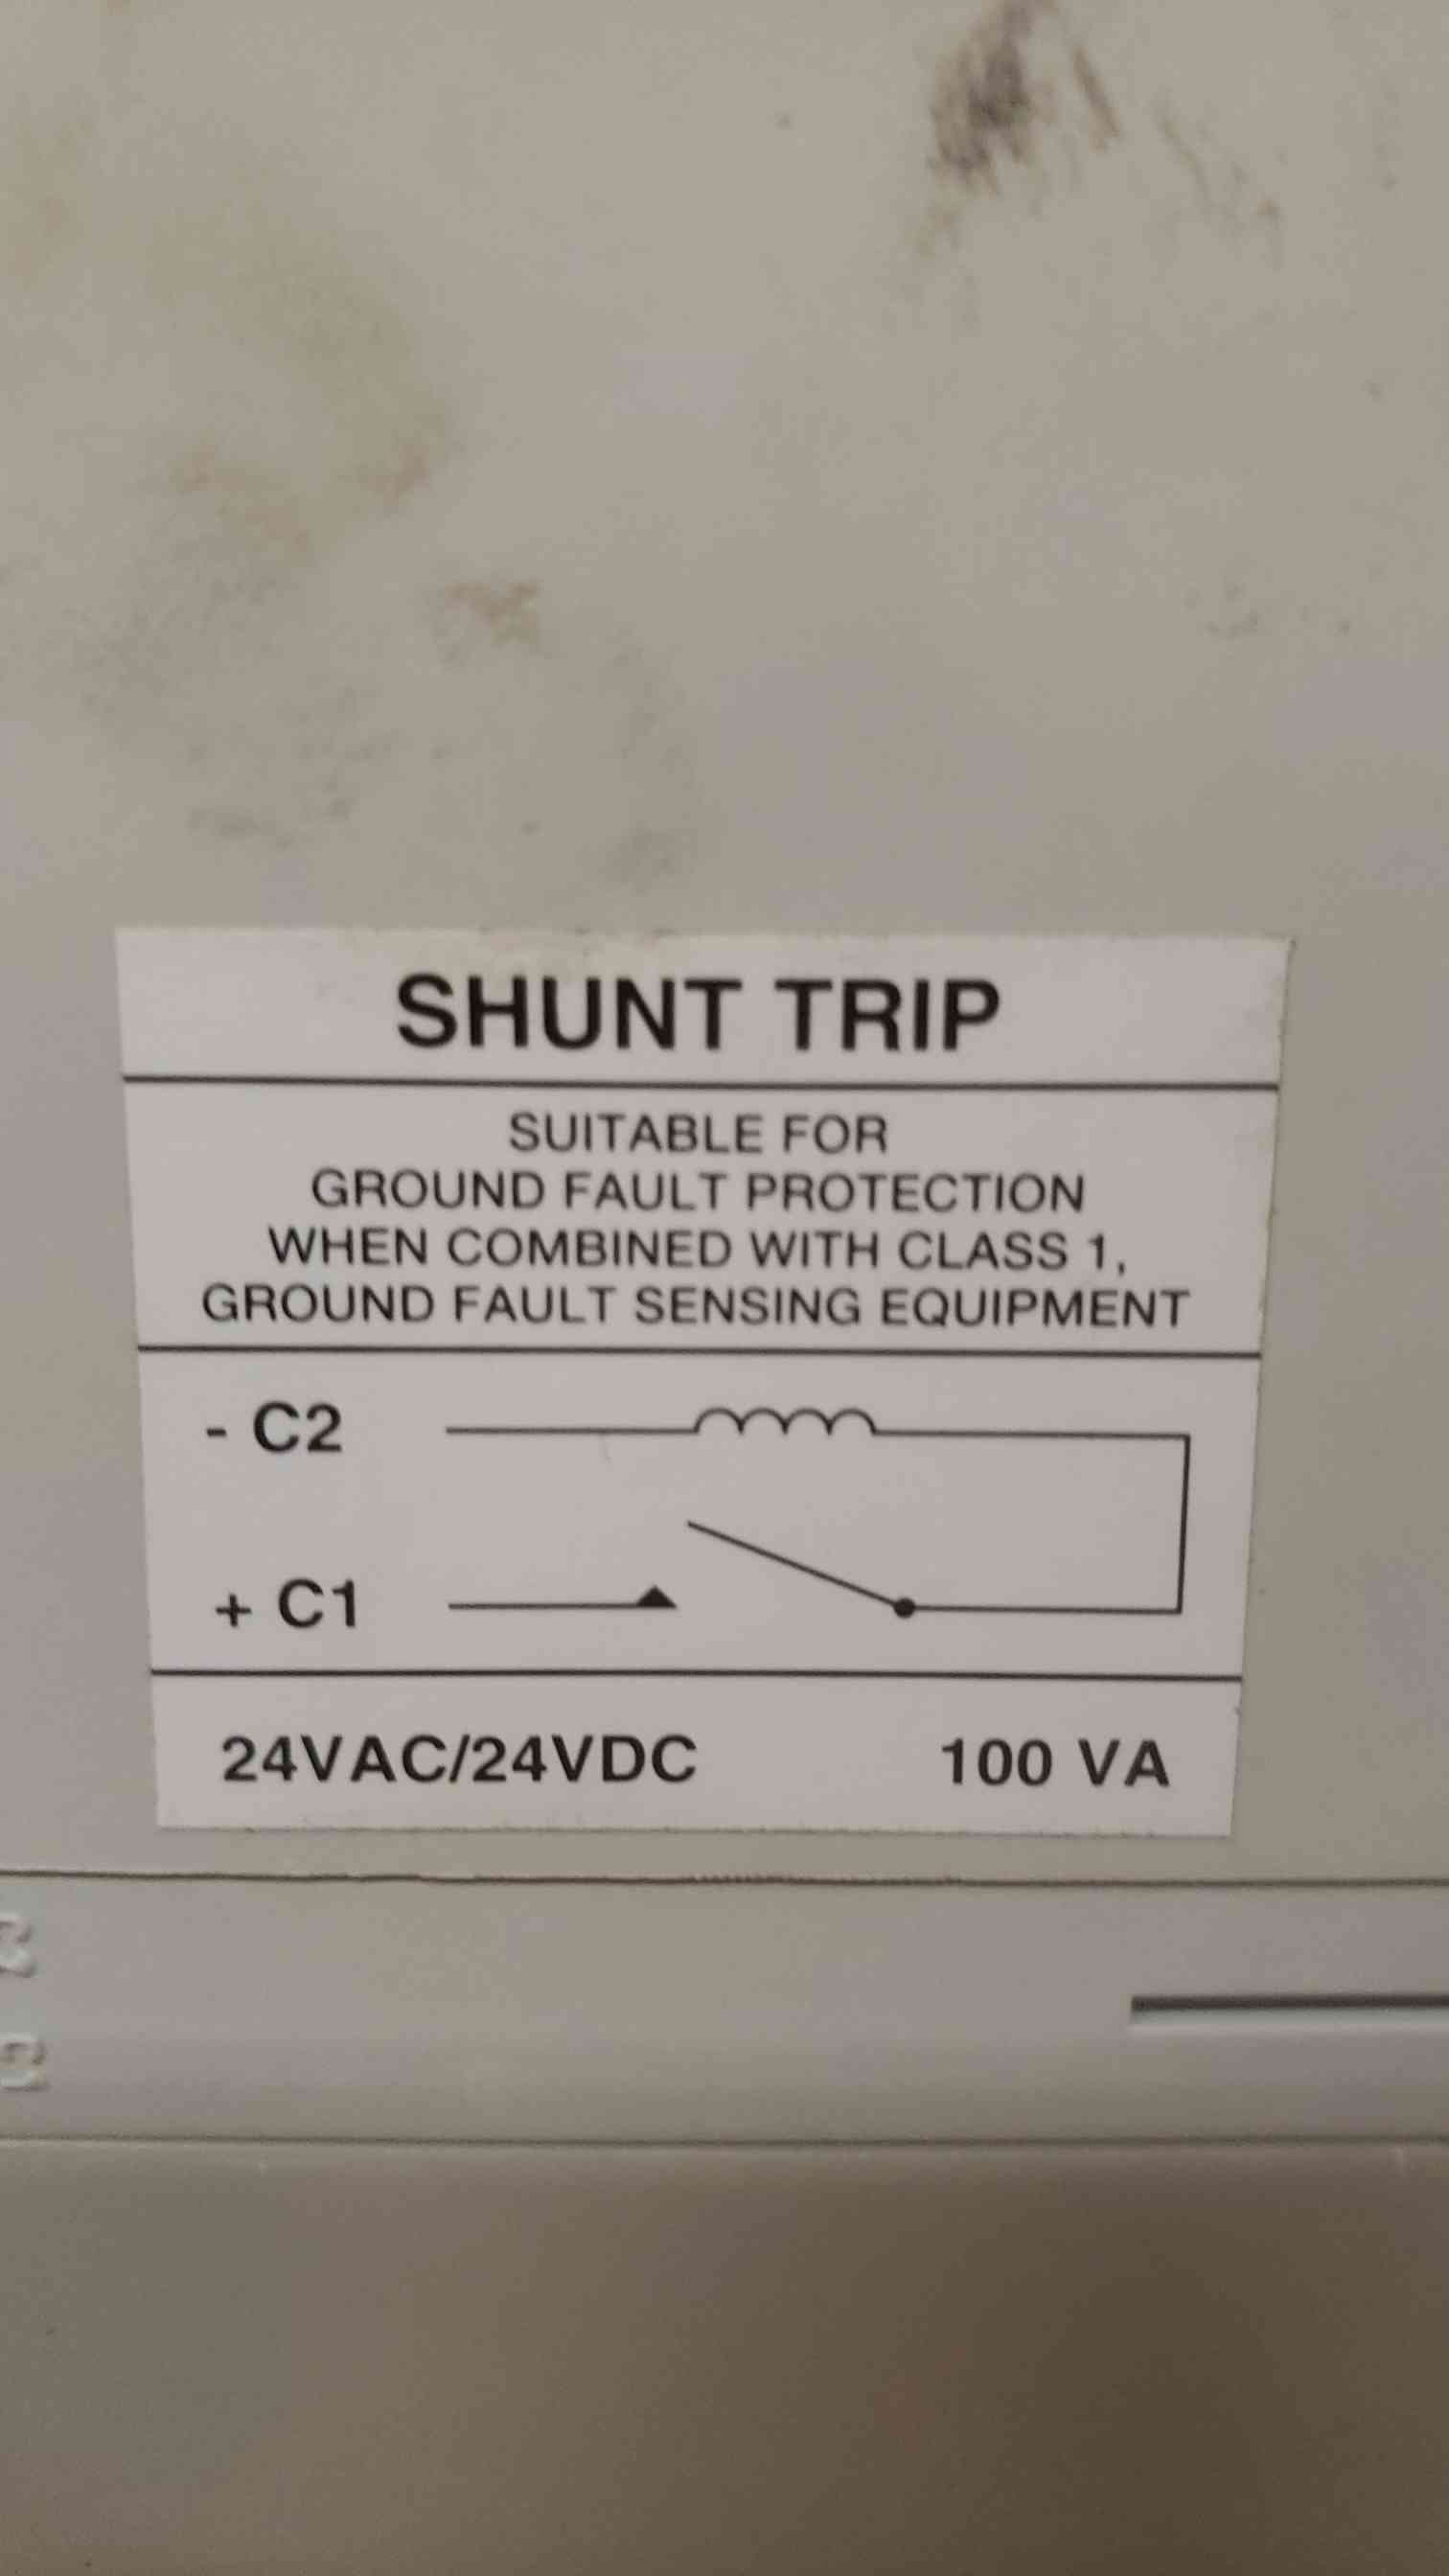 SHUNT TRIP
SUITABLE FOR
GROUND FAULT PROTECTION
WHEN COMBINED WITH CLASS 1,
GROUND FAULT SENSING EQUIPMENT
- C2
+ C1
24VAC/24VDC 100 VA